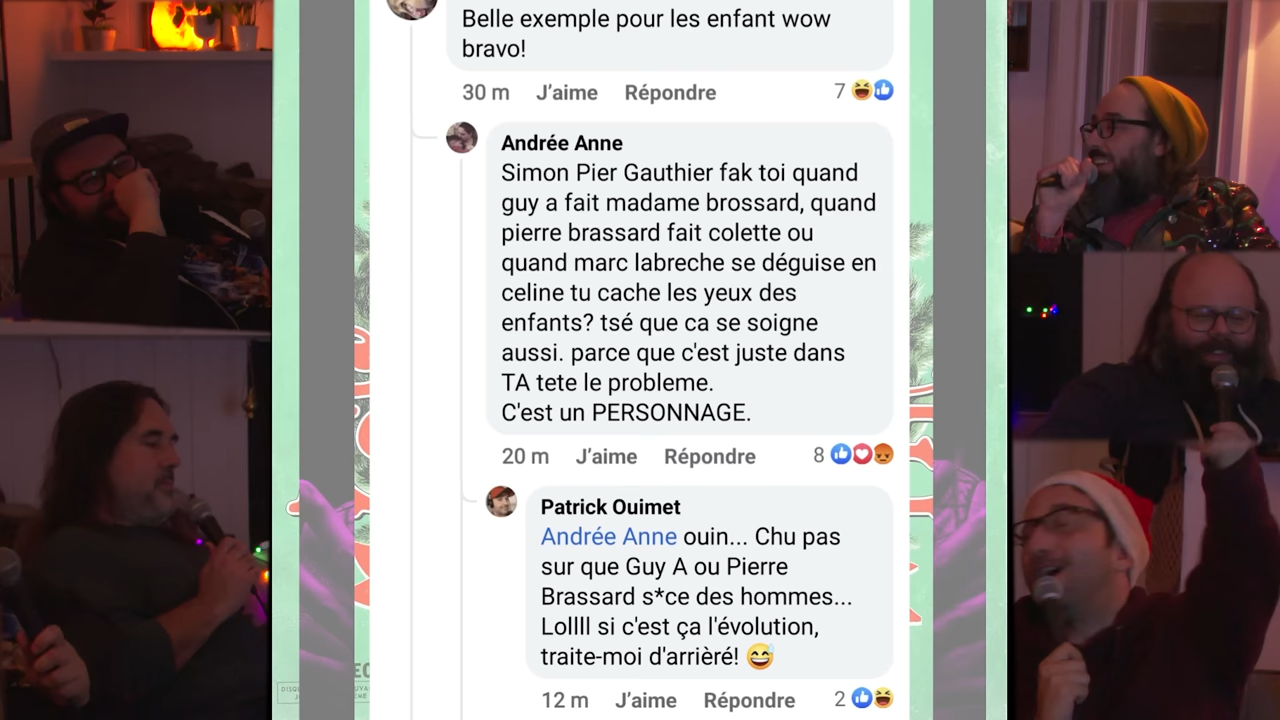 Belle exemple pour les enfant wow
bravo!
30 m J'aime Répondre 7
Andrée Anne
Simon Pier Gauthier fak toi quand
guy a fait madame brossard, quand
pierre brassard fait colette ou
quand marc labreche se déguise en
celine tu cache les yeux des
enfants? tsé que ca se soigne
aussi. parce que c'est juste dans
TA tete le probleme.
C'est un PERSONNAGE.
20 m J'aime Répondre 8
Patrick Ouimet
Andrée Anne ouin... Chu pas
sur que Guy A ou Pierre
Brassard s*ce des hommes...
Lollll si c'est ça l'évolution,
traite-moi d'arrièré! 😅
12 m J'aime Répondre 2